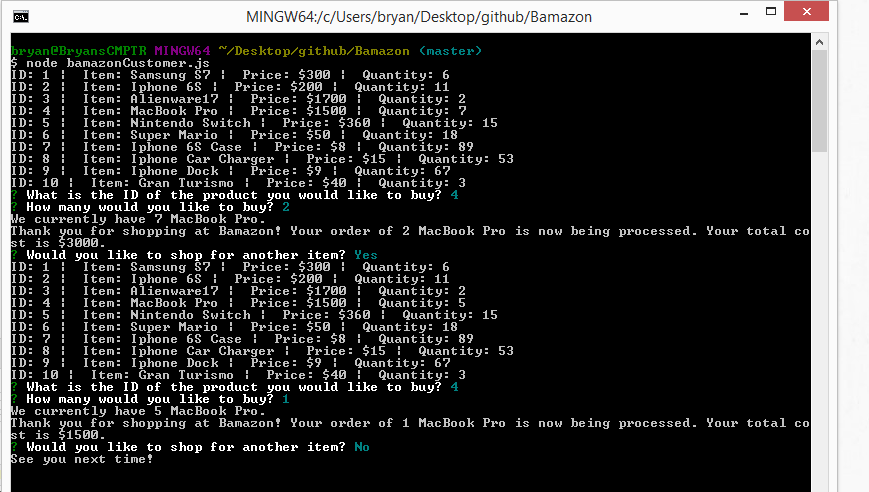 MINGW64:/c/Users/bryan/Desktop/github/Bamazon
bryan@BryansCMPTR MINGW64 ~/Desktop/github/Bamazon (master)
$ node bamazonCustomer.js
ID: 1 ¦  Item: Samsung S7 ¦  Price: $300 ¦  Quantity: 6
ID: 2 ¦  Item: Iphone 6S ¦  Price: $200 ¦  Quantity: 11
ID: 3 ¦  Item: Alienware17 ¦  Price: $1700 ¦  Quantity: 2
ID: 4 ¦  Item: MacBook Pro ¦  Price: $1500 ¦  Quantity: 7
ID: 5 ¦  Item: Nintendo Switch ¦  Price: $360 ¦  Quantity: 15
ID: 6 ¦  Item: Super Mario ¦  Price: $50 ¦  Quantity: 18
ID: 7 ¦  Item: Iphone 6S Case ¦  Price: $8 ¦  Quantity: 89
ID: 8 ¦  Item: Iphone Car Charger ¦  Price: $15 ¦  Quantity: 53
ID: 9 ¦  Item: Iphone Dock ¦  Price: $9 ¦  Quantity: 67
ID: 10 ¦  Item: Gran Turismo ¦  Price: $40 ¦  Quantity: 3
? What is the ID of the product you would like to buy? 4
? How many would you like to buy? 2
We currently have 7 MacBook Pro.
Thank you for shopping at Bamazon! Your order of 2 MacBook Pro is now being processed. Your total co
st is $3000.
? Would you like to shop for another item? Yes
ID: 1 ¦  Item: Samsung S7 ¦  Price: $300 ¦  Quantity: 6
ID: 2 ¦  Item: Iphone 6S ¦  Price: $200 ¦  Quantity: 11
ID: 3 ¦  Item: Alienware17 ¦  Price: $1700 ¦  Quantity: 2
ID: 4 ¦  Item: MacBook Pro ¦  Price: $1500 ¦  Quantity: 5
ID: 5 ¦  Item: Nintendo Switch ¦  Price: $360 ¦  Quantity: 15
ID: 6 ¦  Item: Super Mario ¦  Price: $50 ¦  Quantity: 18
ID: 7 ¦  Item: Iphone 6S Case ¦  Price: $8 ¦  Quantity: 89
ID: 8 ¦  Item: Iphone Car Charger ¦  Price: $15 ¦  Quantity: 53
ID: 9 ¦  Item: Iphone Dock ¦  Price: $9 ¦  Quantity: 67
ID: 10 ¦  Item: Gran Turismo ¦  Price: $40 ¦  Quantity: 3
? What is the ID of the product you would like to buy? 4
? How many would you like to buy? 1
We currently have 5 MacBook Pro.
Thank you for shopping at Bamazon! Your order of 1 MacBook Pro is now being processed. Your total co
st is $1500.
? Would you like to shop for another item? No
See you next time!